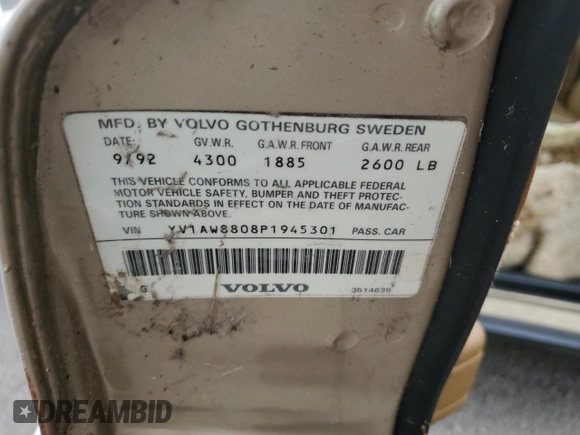 MFD. BY VOLVO GOTHENBURG SWEDEN
DATE: G.V.W.R. G.A.W.R. FRONT G.A.W.R. REAR
9/92 4300 1885 2600 LB
THIS VEHICLE CONFORMS TO ALL APPLICABLE FEDERAL
MOTOR VEHICLE SAFETY, BUMPER AND THEFT PROTEC-
TION STANDARDS IN EFFECT ON THE DATE OF MANUFAC-
TURE SHOWN ABOVE
VIN YV1AW8808P1945301 PASS. CAR
G VOLVO 3514635
DREAMBID